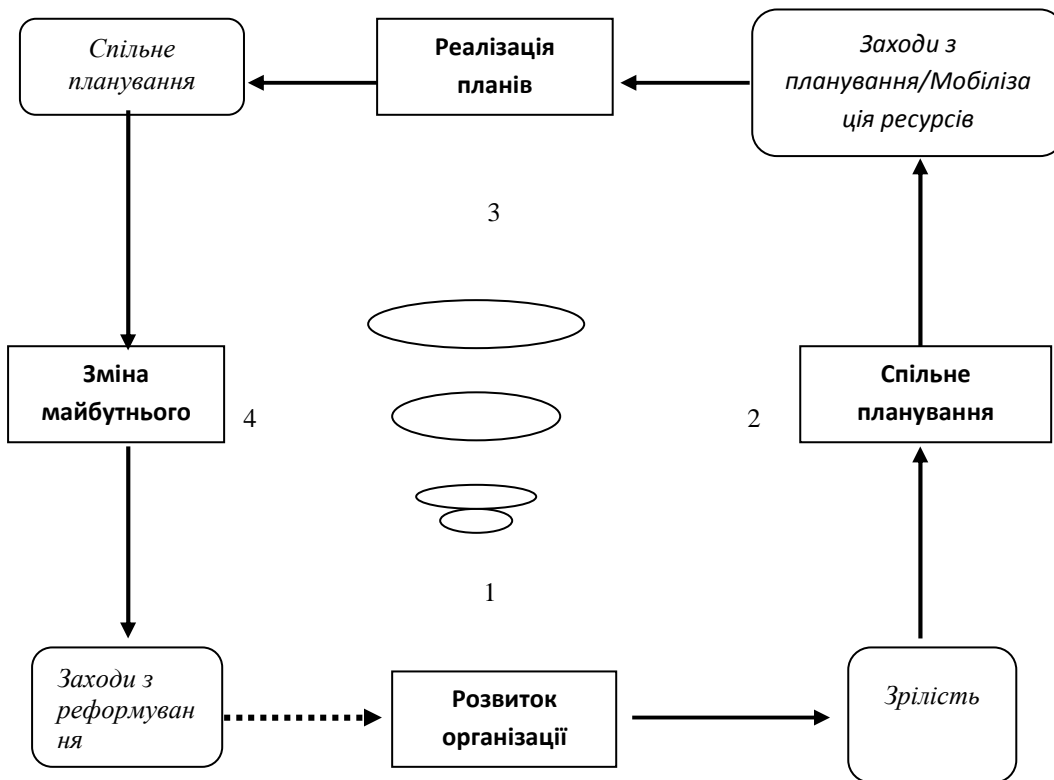 Спільне
планування
Реалізація
планів
Заходи з
планування/Мобіліза
ція ресурсів
3
Зміна
майбутнього
4
2
Спільне
планування
1
Заходи з
реформуван
ня
Розвиток
організації
Зрілість